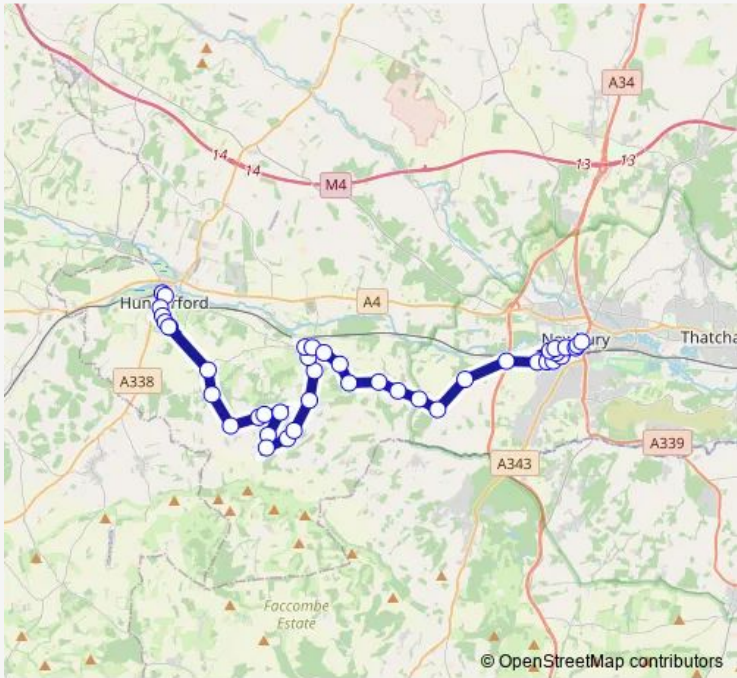 A34
14
14
13
13
M4
Hungerford
A4
Newbury
Thatcha
A338
A339
A343
Faccombe
Estate
© OpenStreetMap contributors